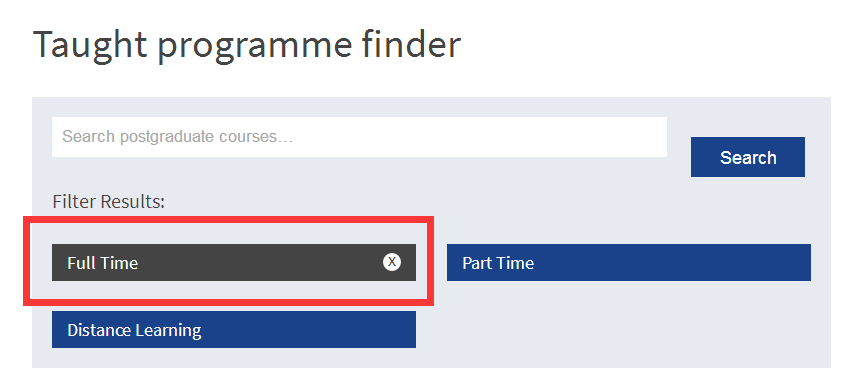 Taught programme finder
Search postgraduate courses...
Search
Filter Results:
Full Time X
Part Time
Distance Learning